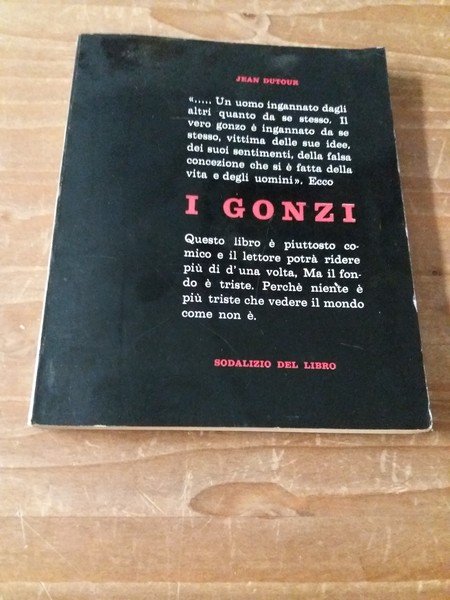 JEAN DUTOUR
«..... Un uomo ingannato dagli
altri quanto da se stesso. Il
vero gonzo è ingannato da se
stesso, vittima delle sue idee,
dei suoi sentimenti, della falsa
concezione che si è fatta della
vita e degli uomini». Ecco
I GONZI
Questo libro è piuttosto co-
mico e il lettore potrà ridere
più di d'una volta, Ma il fon-
do è triste. Perchè niente è
più triste che vedere il mondo
come non è.
SODALIZIO DEL LIBRO